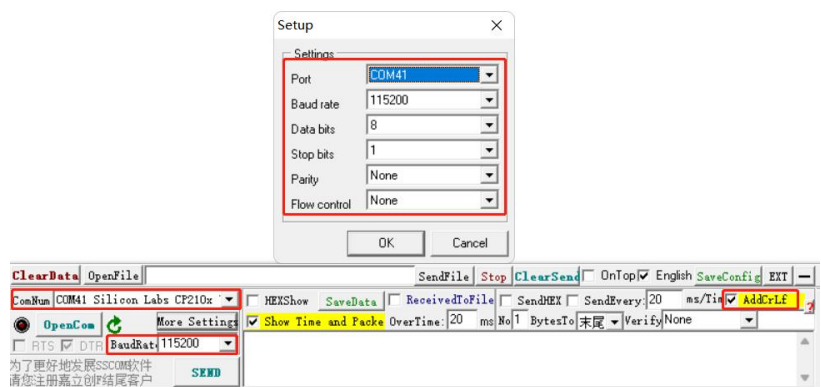 Setup
Settings
Port COM41
Baud rate 115200
Data bits 8
Stop bits 1
Parity None
Flow control None
OK Cancel
ClearData OpenFile SendFile Stop ClearSend OnTop English SaveConfig EXT
ComNum COM41 Silicon Labs CP210x HEXShow SaveData ReceivedToFile SendHEX SendEvery: 20 ms/Tim AddCrLf
OpenCom More Settings Show Time and Packe OverTime: 20 ms No 1 BytesTo 末尾 Verify None
RTS DTR BaudRat: 115200
为了更好地发展SSCOM软件
请您注册嘉立创F结尾客户
SEND